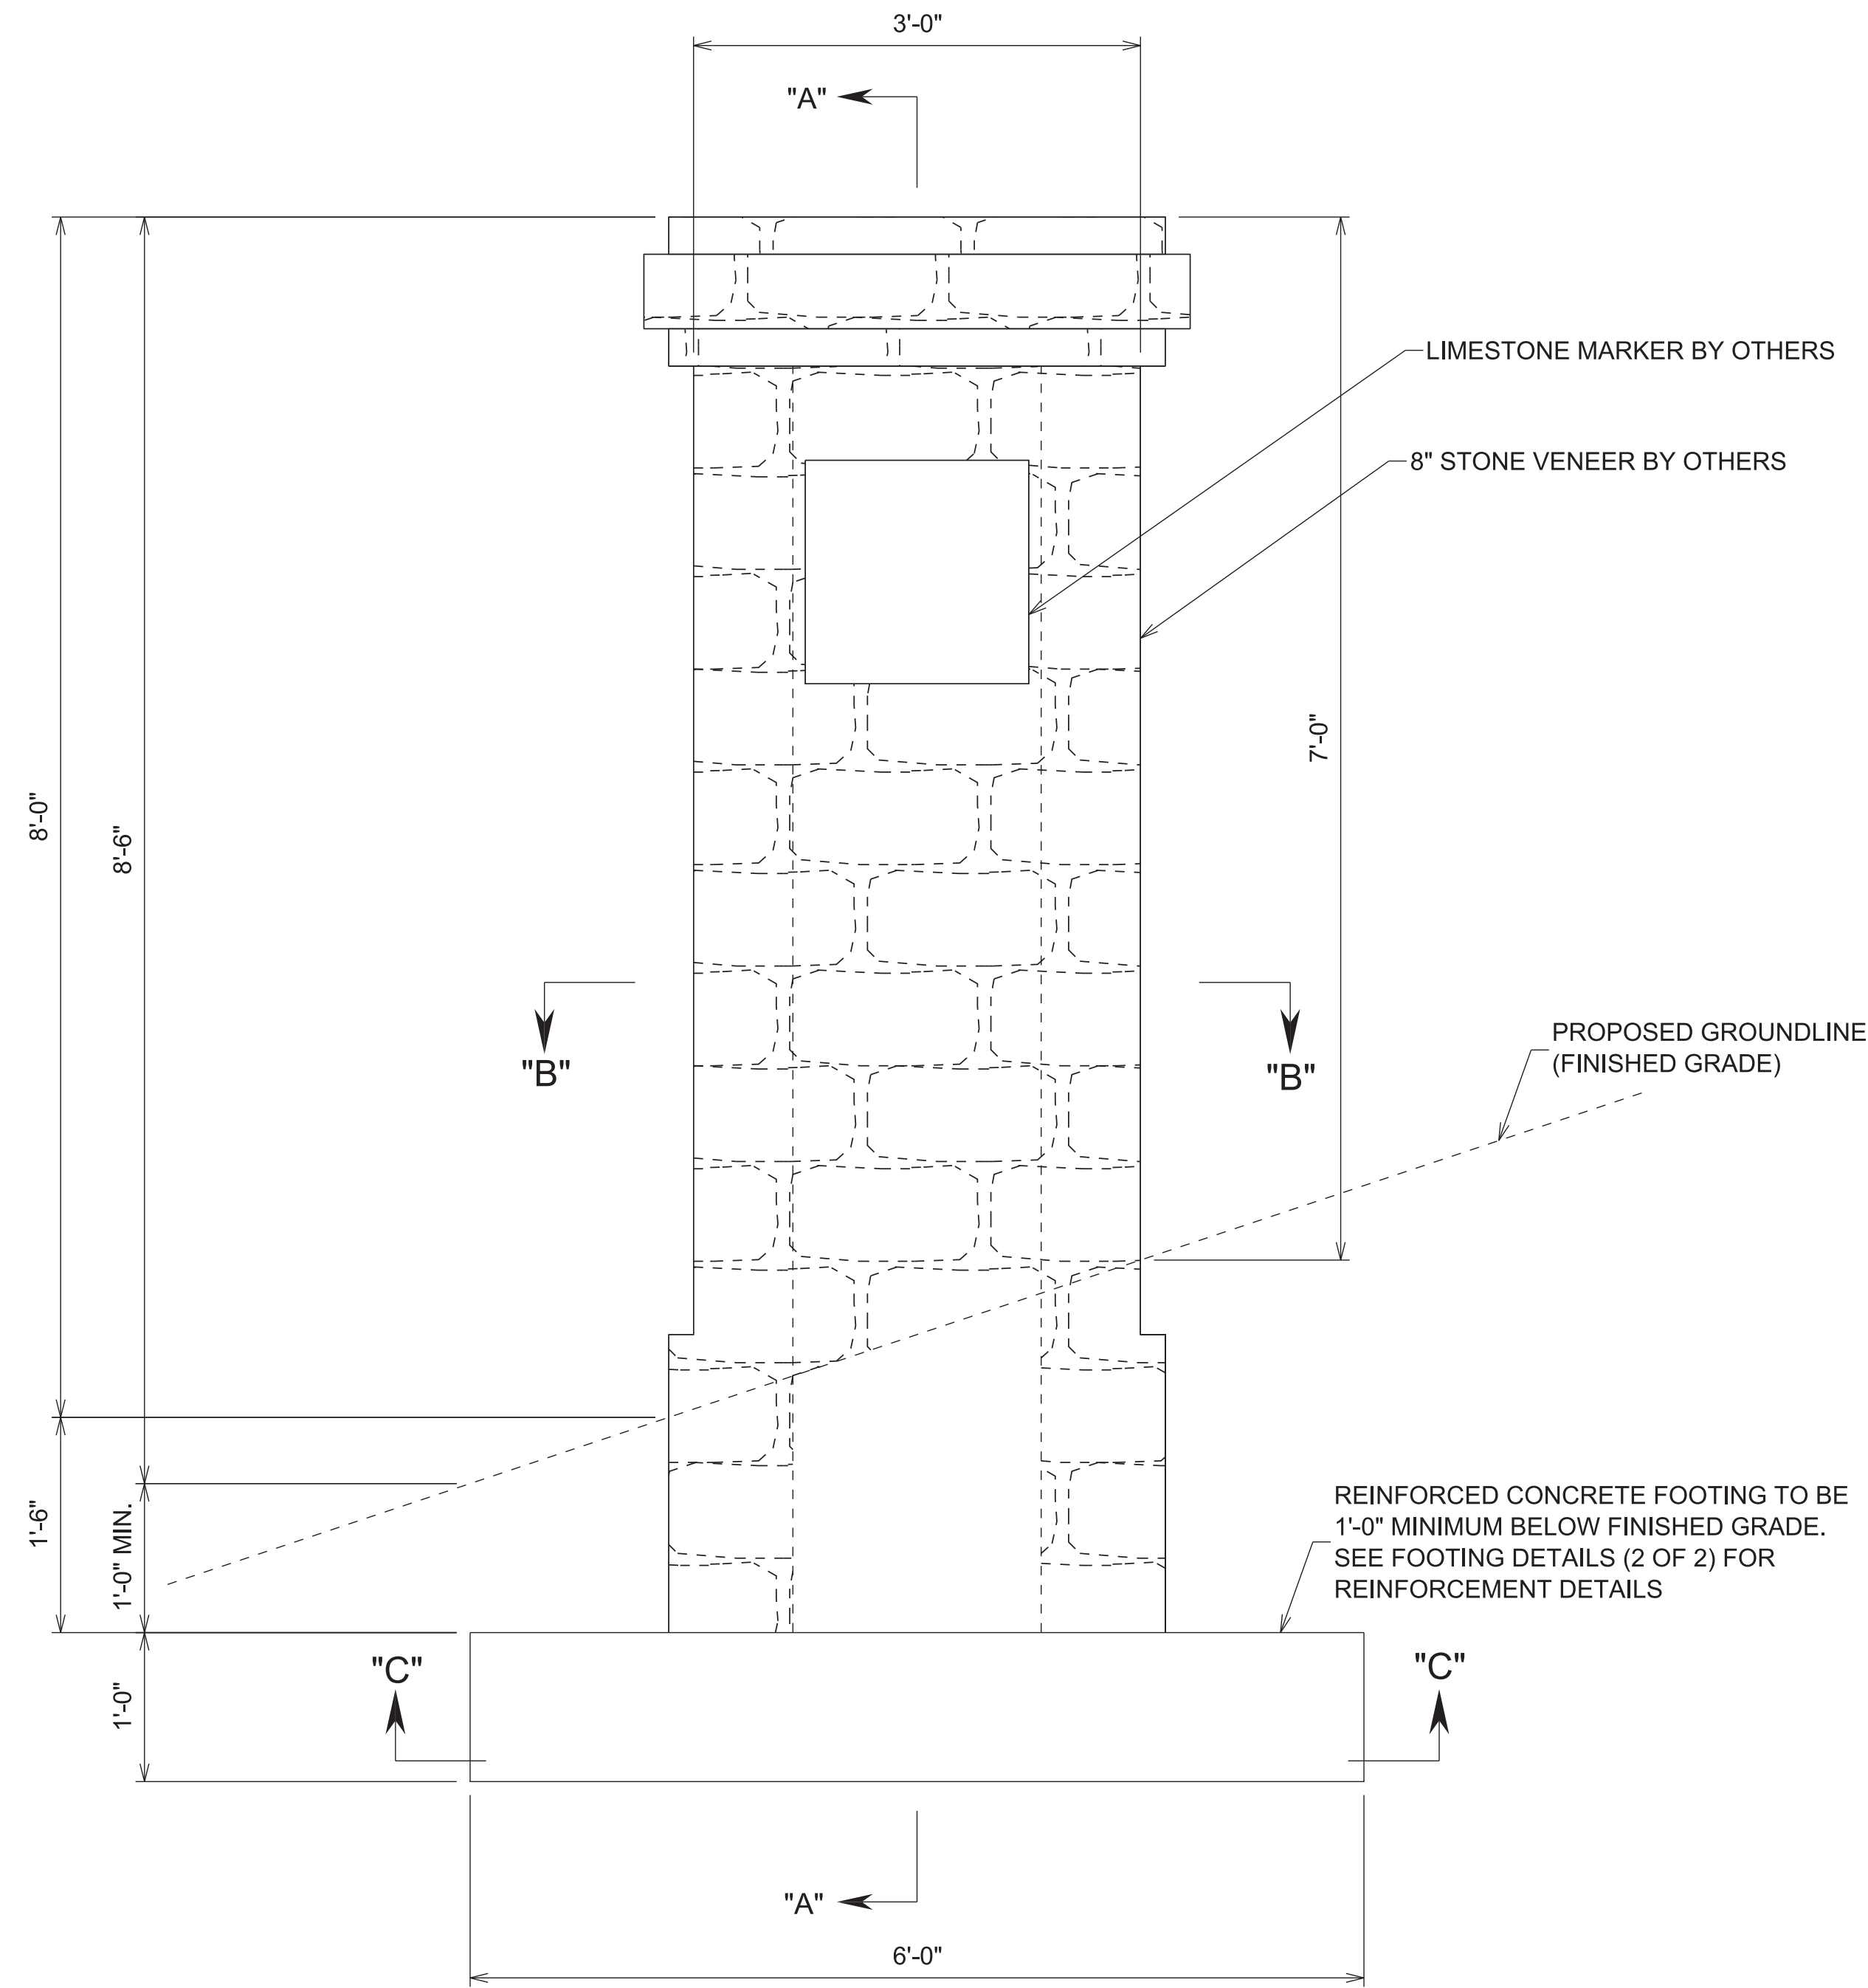 3'-0"
"A"
LIMESTONE MARKER BY OTHERS
8" STONE VENEER BY OTHERS
7'-0"
8'-0"
8'-6"
"B"
"B"
PROPOSED GROUNDLINE
(FINISHED GRADE)
1'-6"
1'-0" MIN.
REINFORCED CONCRETE FOOTING TO BE
1'-0" MINIMUM BELOW FINISHED GRADE.
SEE FOOTING DETAILS (2 OF 2) FOR
REINFORCEMENT DETAILS
"C"
"C"
1'-0"
"A"
6'-0"